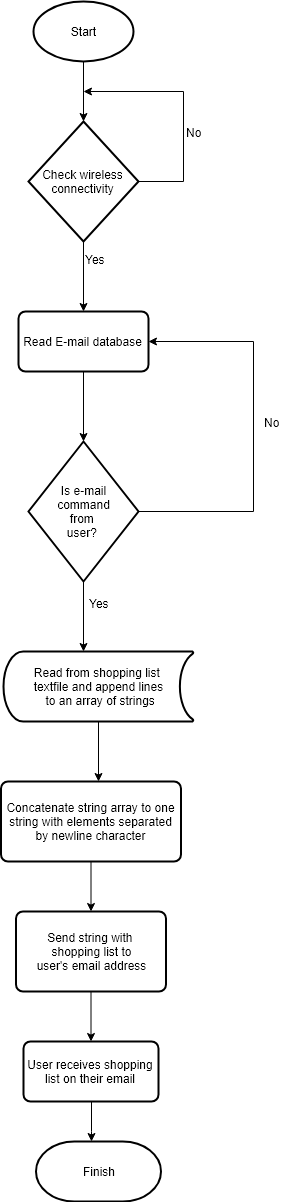 Start
No
Check wireless
connectivity
Yes
Read E-mail database
No
Is e-mail
command
from
user?
Yes
Read from shopping list
textfile and append lines
to an array of strings
Concatenate string array to one
string with elements separated
by newline character
Send string with
shopping list to
user's email address
User receives shopping
list on their email
Finish